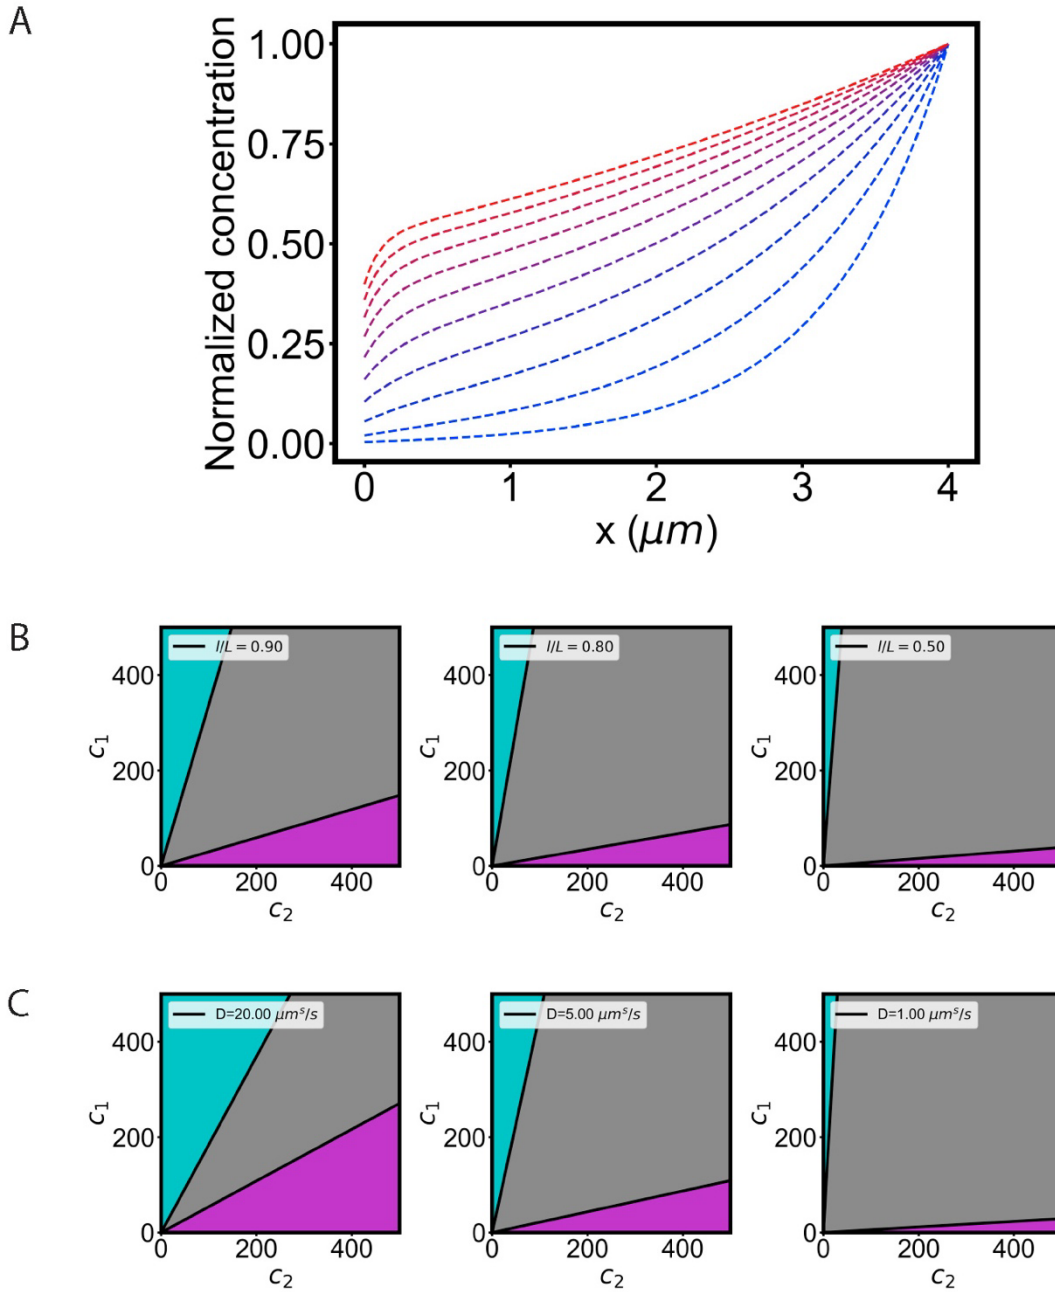 A
Normalized concentration
1.00
0.75
0.50
0.25
0.00
0 1 2 3 4
x (μm)
B
l/L = 0.90
400
200
0
c₁
0 200 400
c₂
l/L = 0.80
400
200
0
c₁
0 200 400
c₂
l/L = 0.50
400
200
0
c₁
0 200 400
c₂
C
D=20.00 μmˢ/s
400
200
0
c₁
0 200 400
c₂
D=5.00 μmˢ/s
400
200
0
c₁
0 200 400
c₂
D=1.00 μmˢ/s
400
200
0
c₁
0 200 400
c₂